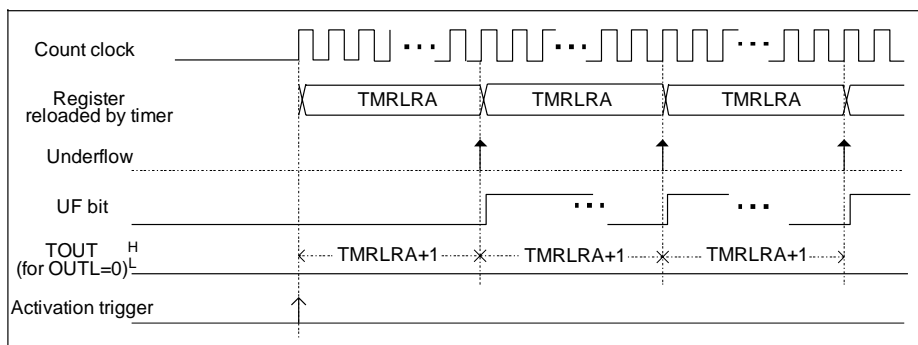 Count clock
Register
reloaded by timer
TMRLRA TMRLRA TMRLRA
Underflow
UF bit
TOUT H
(for OUTL=0) L
TMRLRA+1 TMRLRA+1 TMRLRA+1
Activation trigger